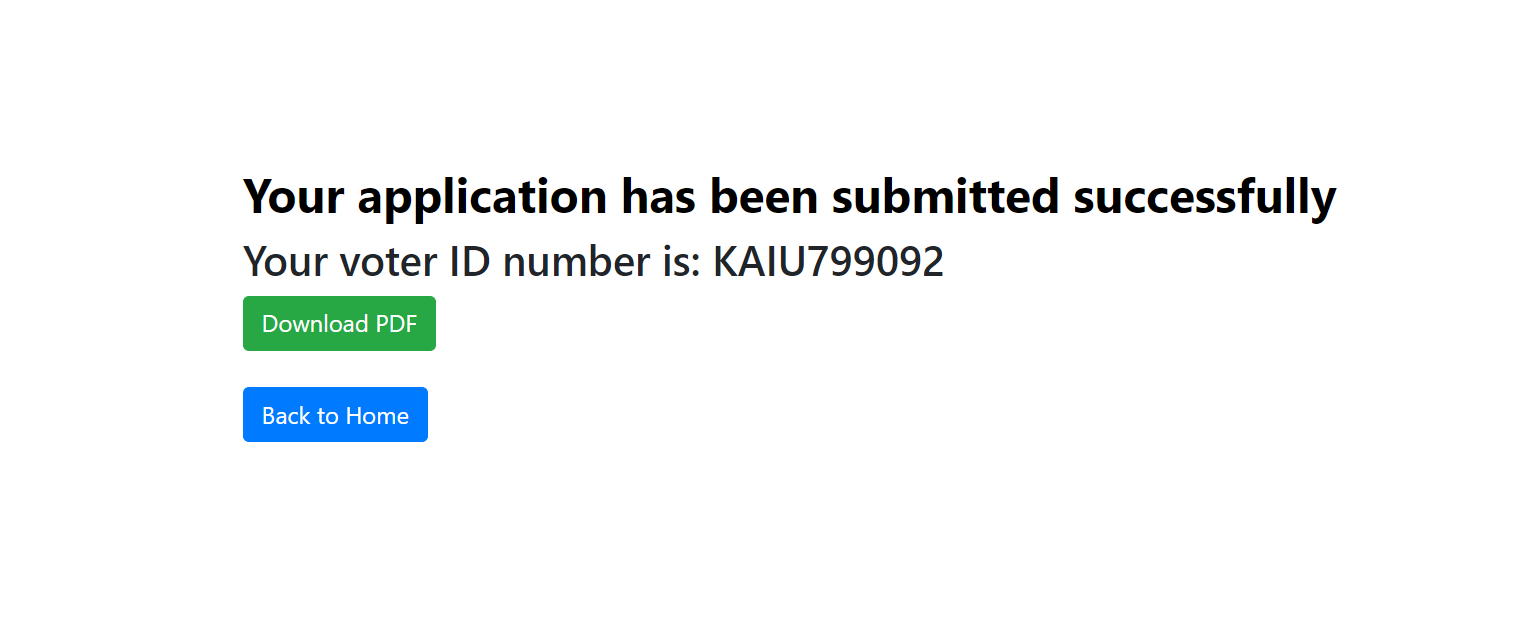 Your application has been submitted successfully
Your voter ID number is: KAIU799092
Download PDF
Back to Home